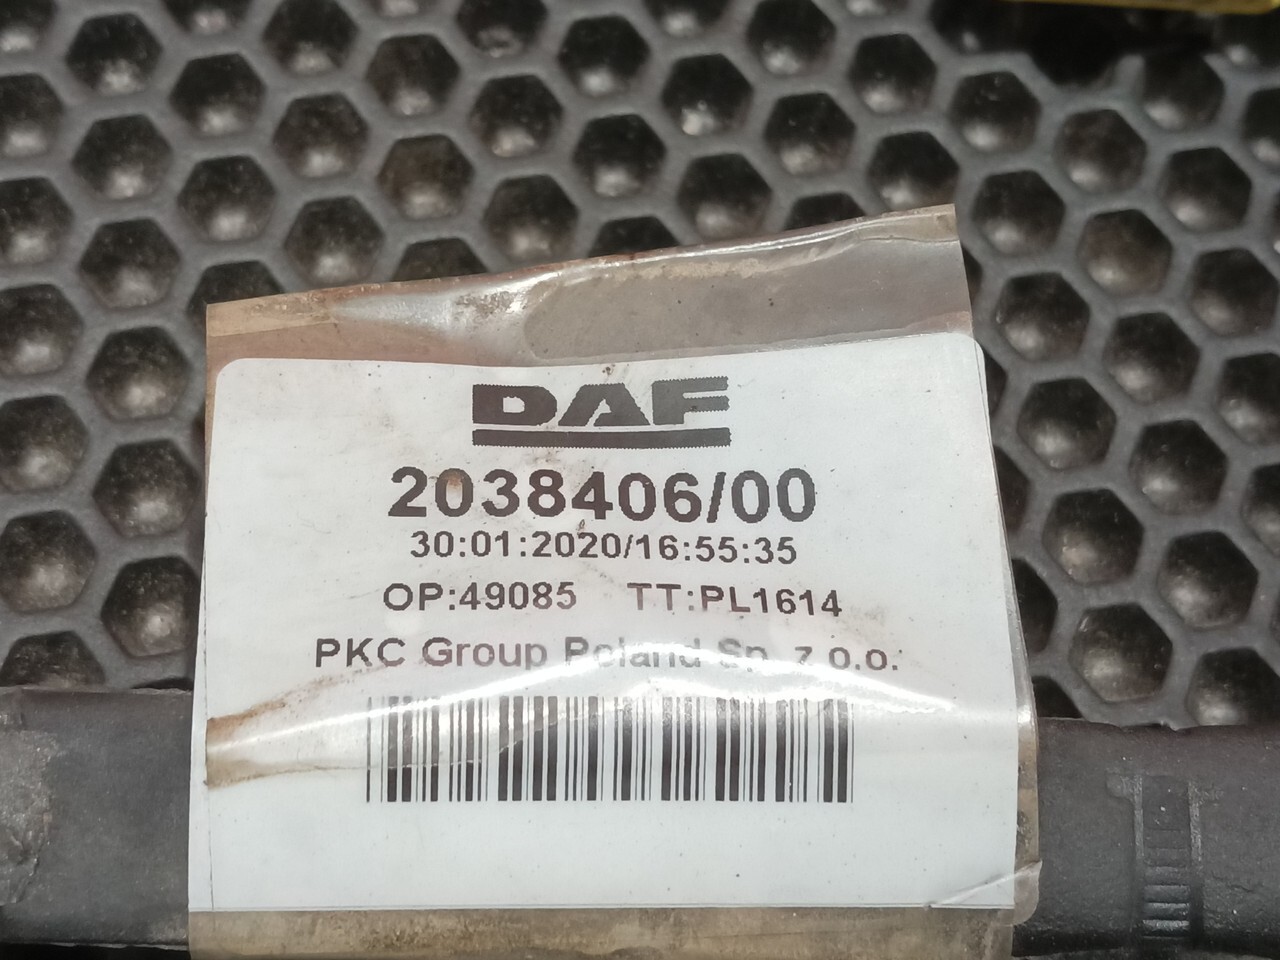 DAF
2038406/00
30:01:2020/16:55:35
OP:49085 TT:PL1614
PKC Group Poland Sp. z o.o.